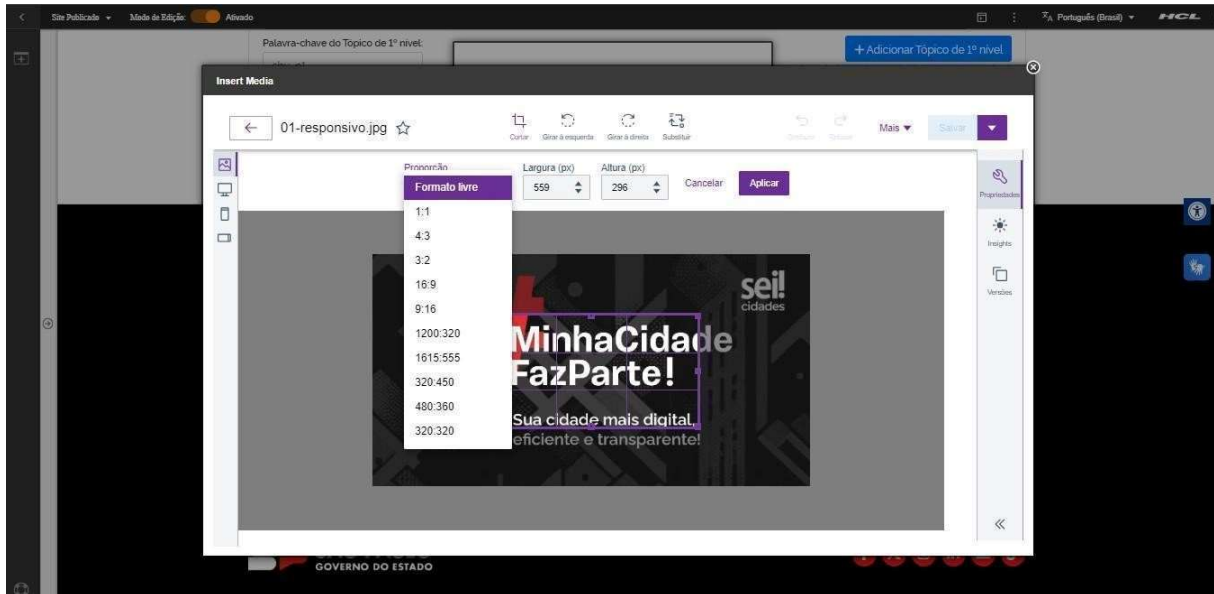 Site Publicado
Modo de Edição:
Ativado
Português (Brasil)
HCL
Palavra-chave do Tópico de 1º nível:
+ Adicionar Tópico de 1º nível
Insert Media
01-responsivo.jpg
Cortar
Girar à esquerda
Girar à direita
Substituir
Mais
Salvar
Proporção
Largura (px)
Altura (px)
559
296
Cancelar
Aplicar
Formato livre
1:1
4:3
3:2
16:9
9:16
1200:320
1615:555
320:450
480:360
320:320
Propriedades
Insights
Versões
sei!
cidades
MinhaCidade
FazParte!
Sua cidade mais digital,
eficiente e transparente!
GOVERNO DO ESTADO